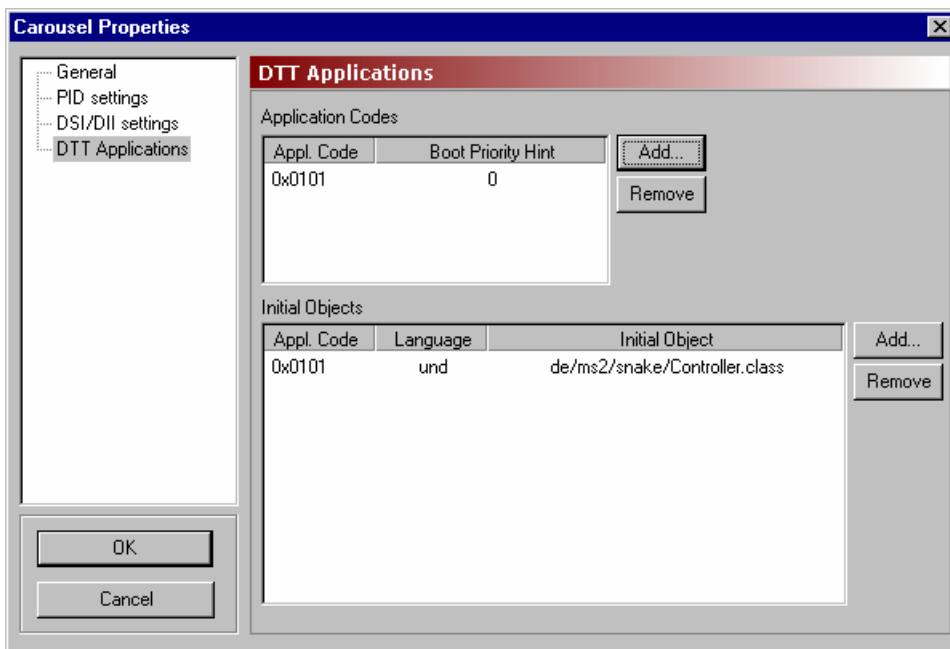 Carousel Properties
General
PID settings
DSI/DII settings
DTT Applications
OK
Cancel
DTT Applications
Application Codes
Appl. Code Boot Priority Hint
0x0101 0
Add...
Remove
Initial Objects
Appl. Code Language Initial Object
0x0101 und de/ms2/snake/Controller.class
Add...
Remove